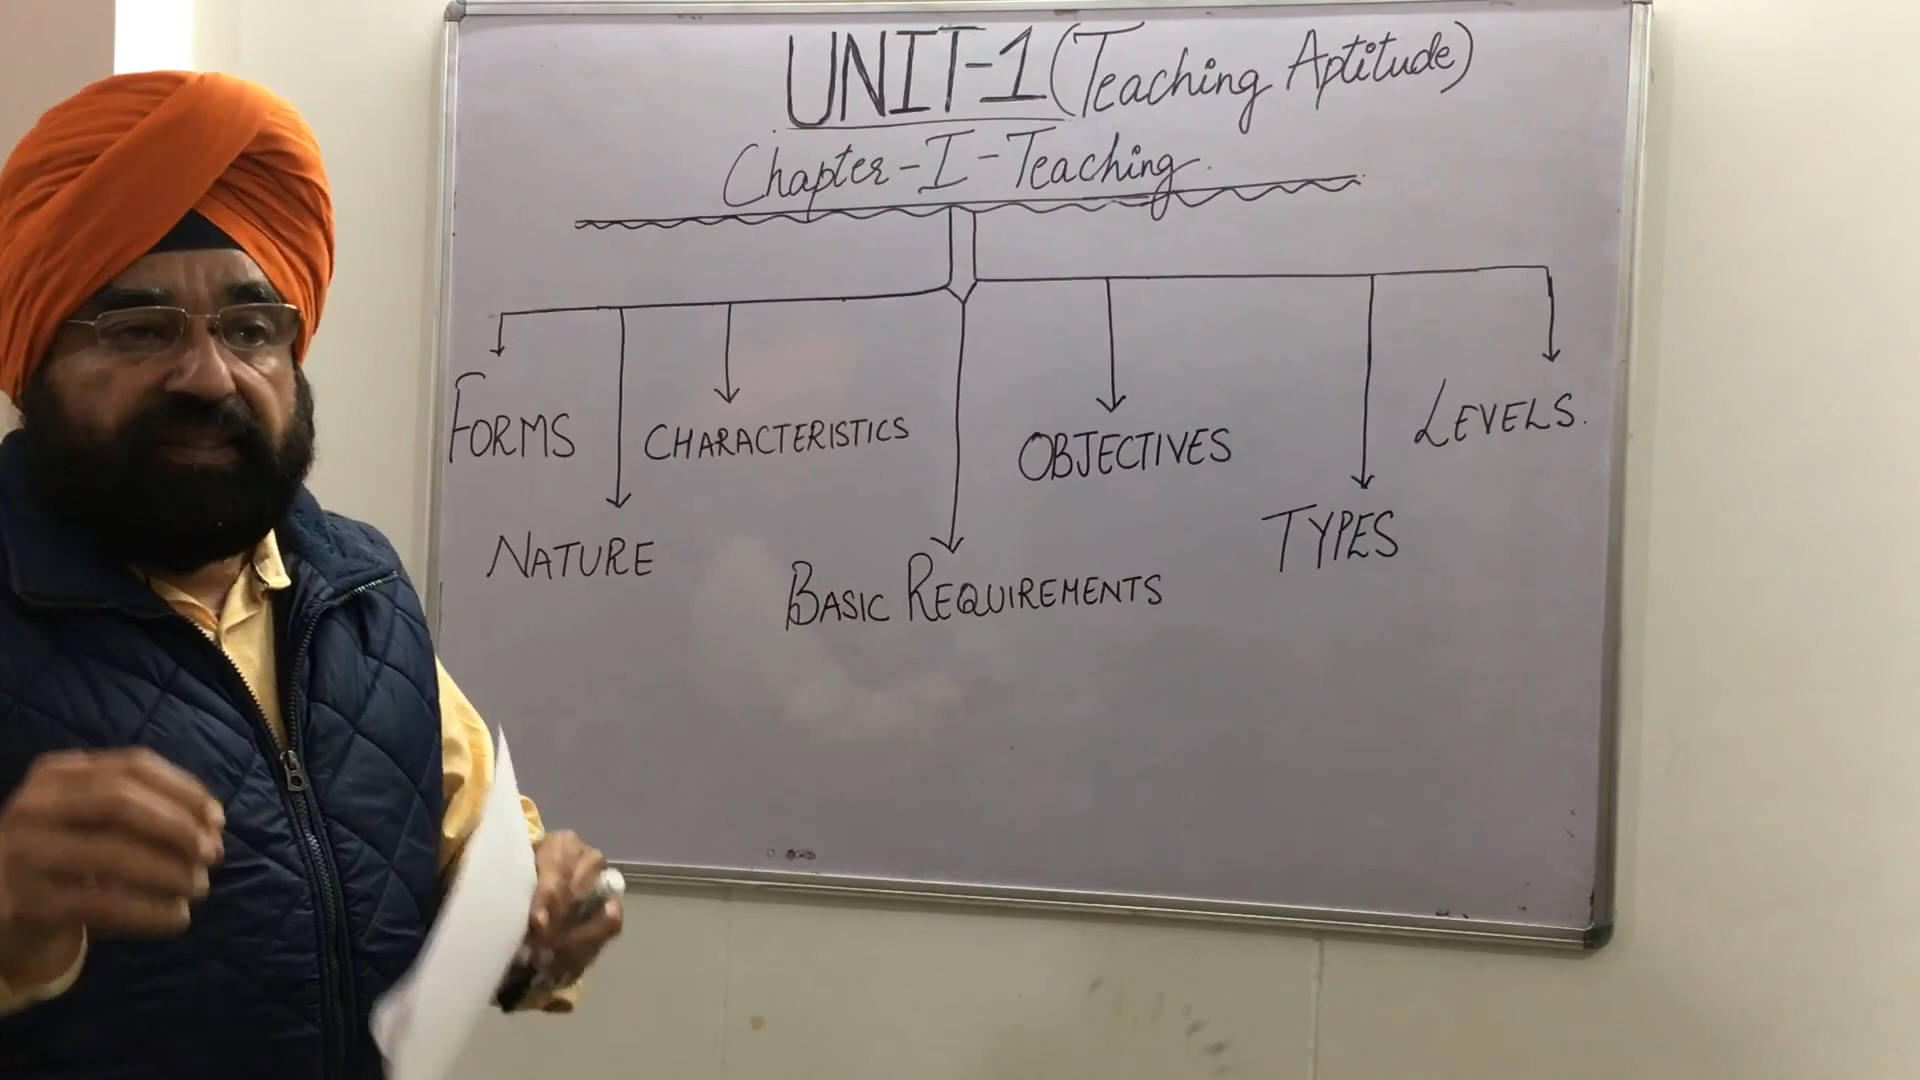 UNIT-1 (Teaching Aptitude)
Chapter-I-Teaching.
FORMS
NATURE
CHARACTERISTICS
BASIC REQUIREMENTS
OBJECTIVES
TYPES
LEVELS.